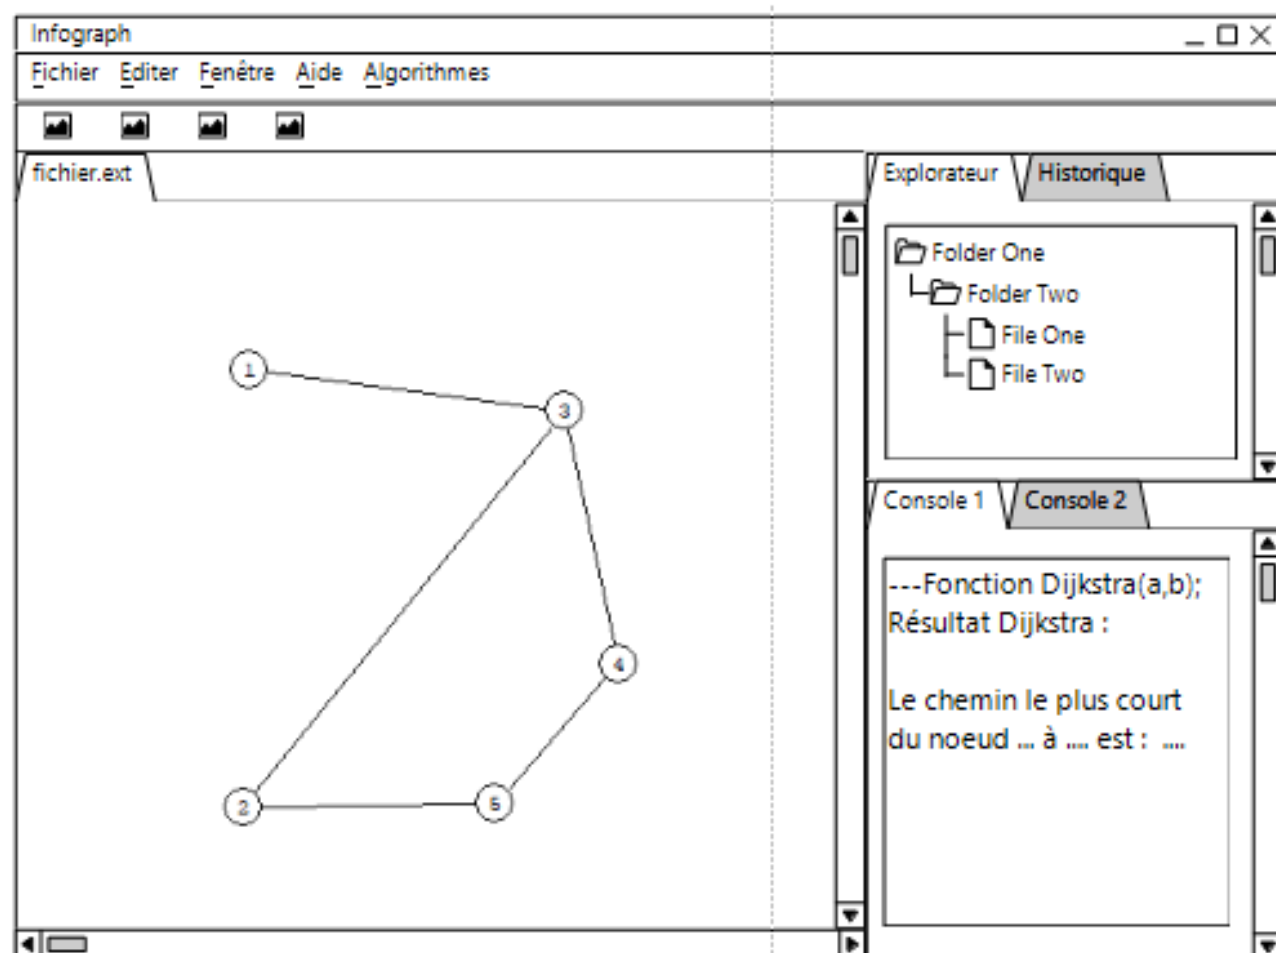 Infograph
Fichier Editer Fenêtre Aide Algorithmes
fichier.ext
Explorateur Historique
Folder One
Folder Two
File One
File Two
1
3
4
2
5
Console 1 Console 2
---Fonction Dijkstra(a,b);
Résultat Dijkstra :
Le chemin le plus court
du noeud ... à .... est : ....